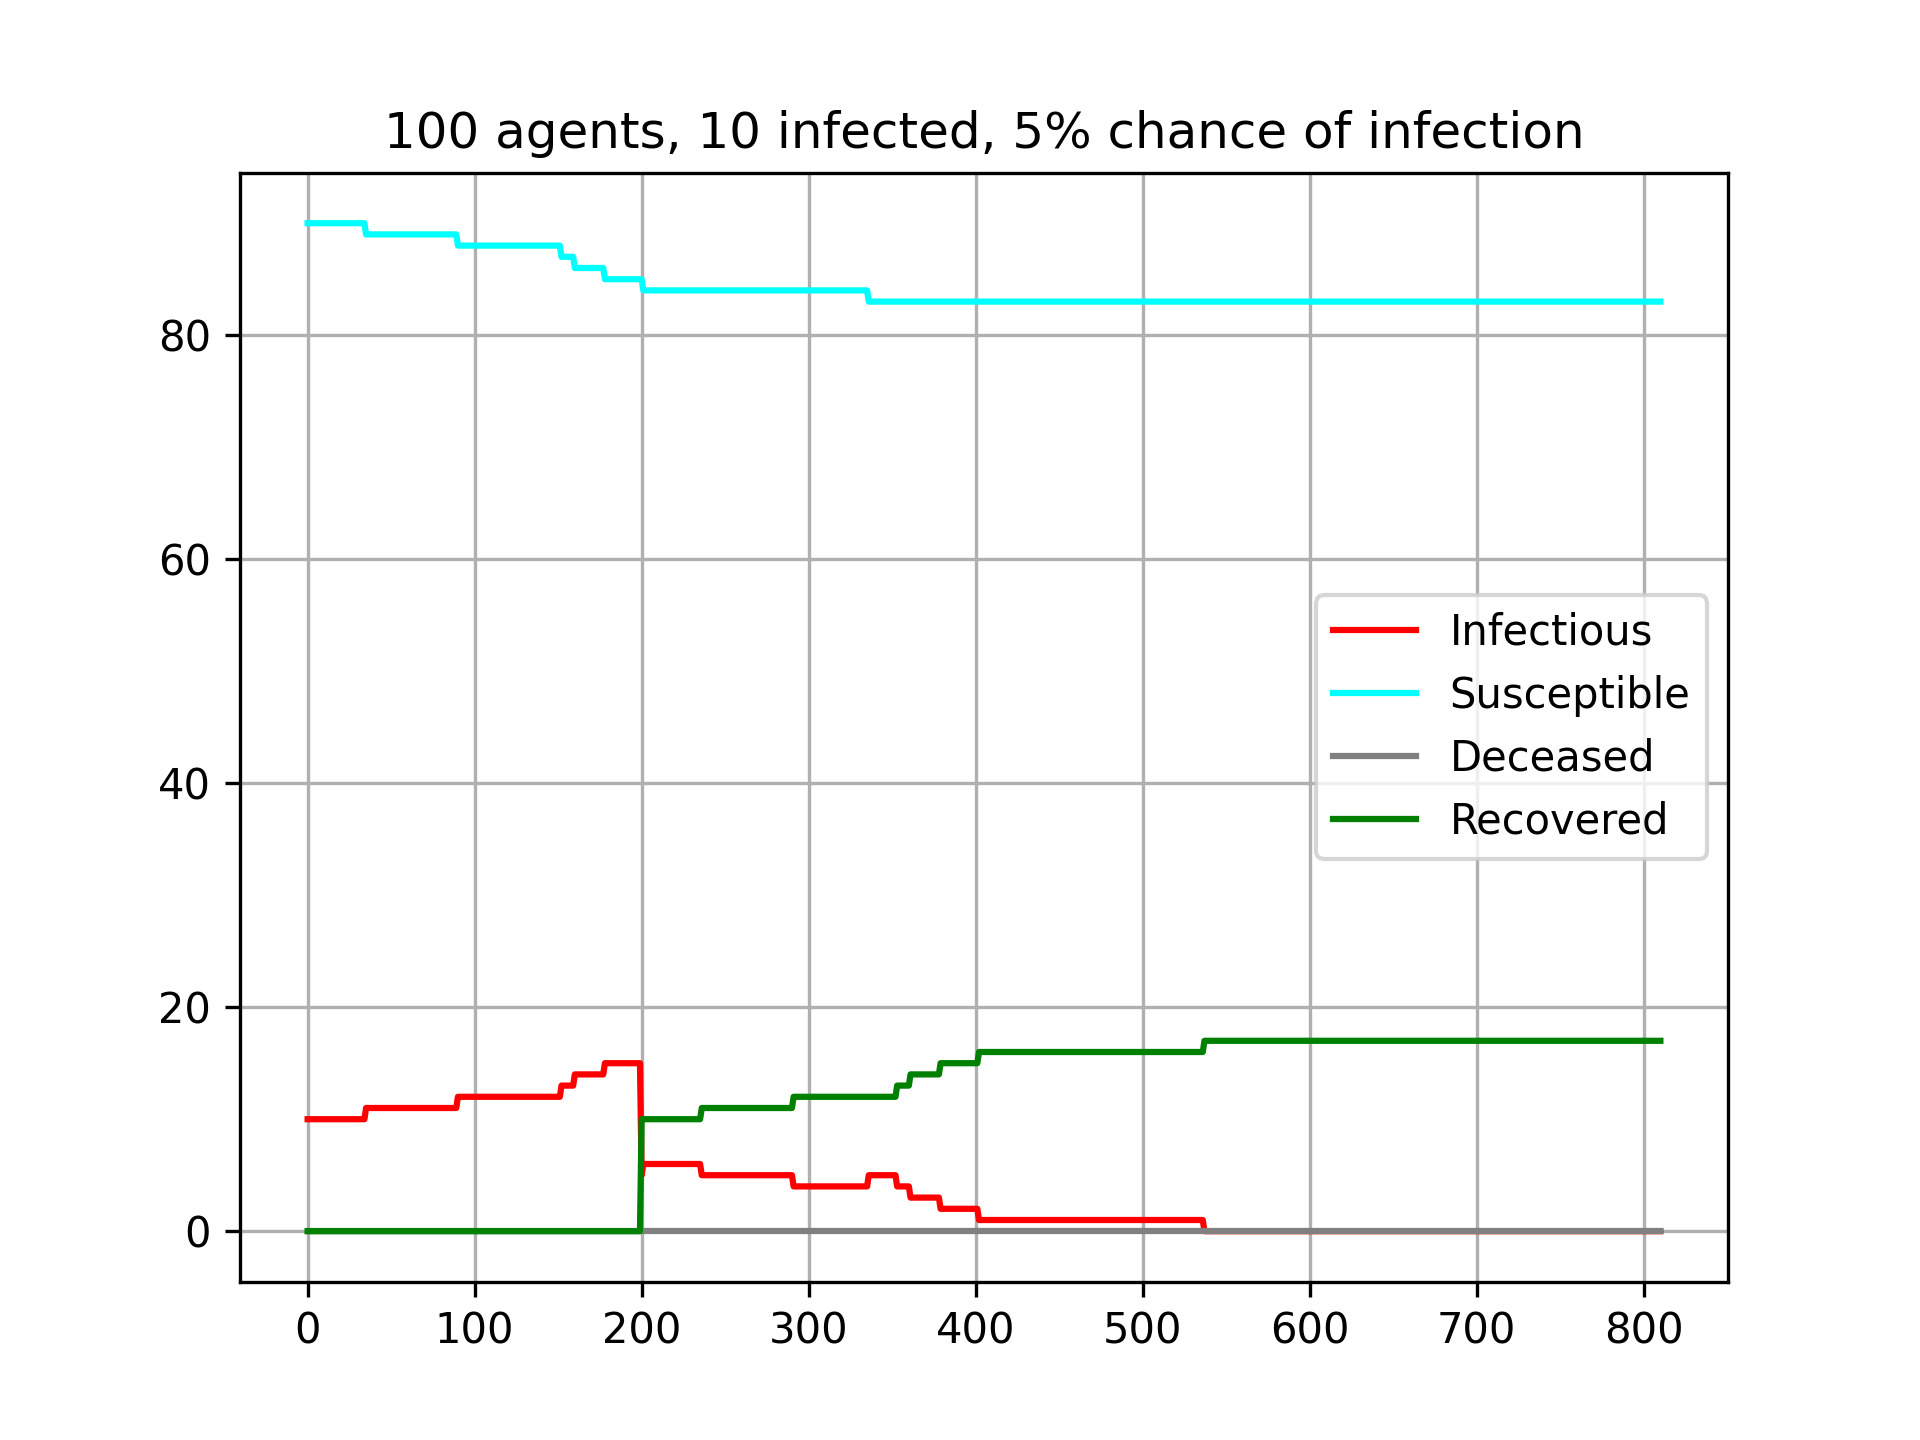 100 agents, 10 infected, 5% chance of infection
80
60
40
20
0
Infectious
Susceptible
Deceased
Recovered
0 100 200 300 400 500 600 700 800